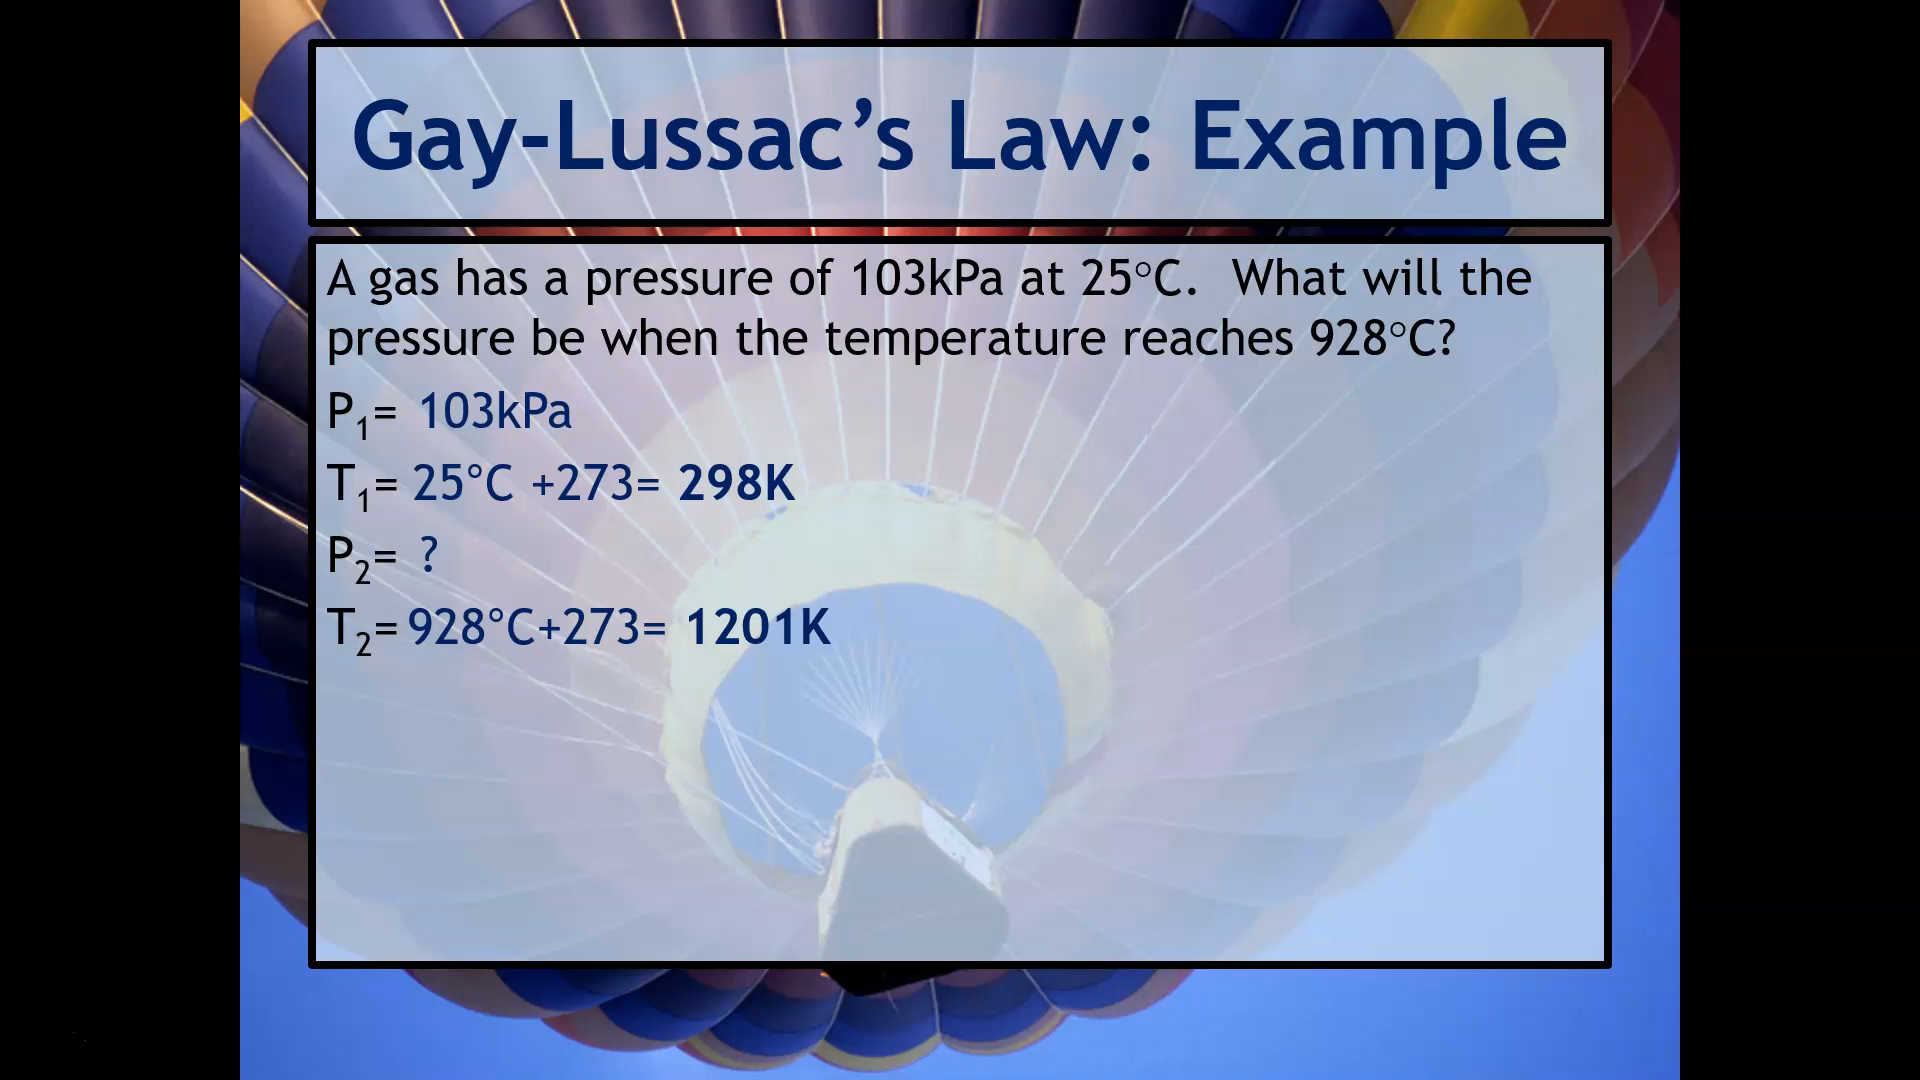 Gay-Lussac’s Law: Example
A gas has a pressure of 103kPa at 25°C. What will the
pressure be when the temperature reaches 928°C?
P₁= 103kPa
T₁= 25°C +273= 298K
P₂= ?
T₂= 928°C+273= 1201K